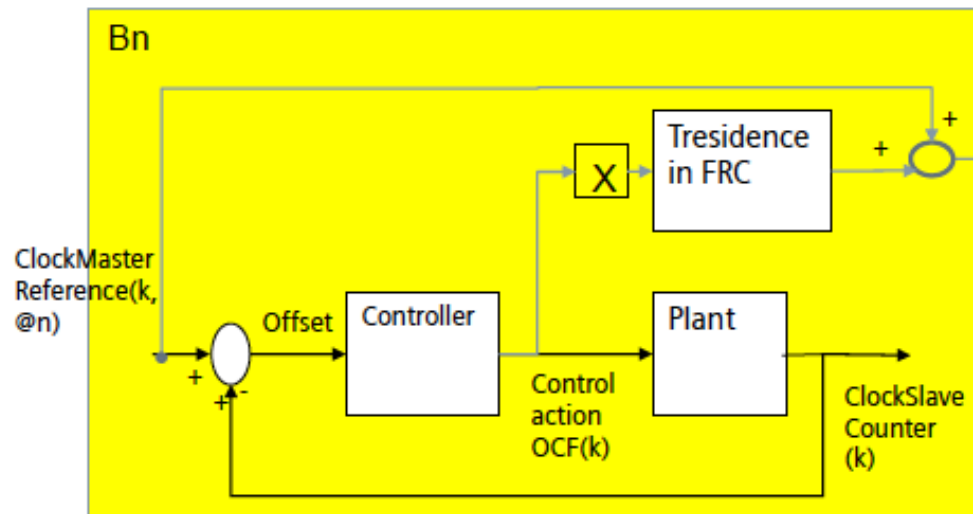 Bn
+
Tresidence
in FRC
+
X
ClockMaster
Reference(k,
@n)
Offset
Controller
Plant
+
+
-
Control
action
OCF(k)
ClockSlave
Counter
(k)